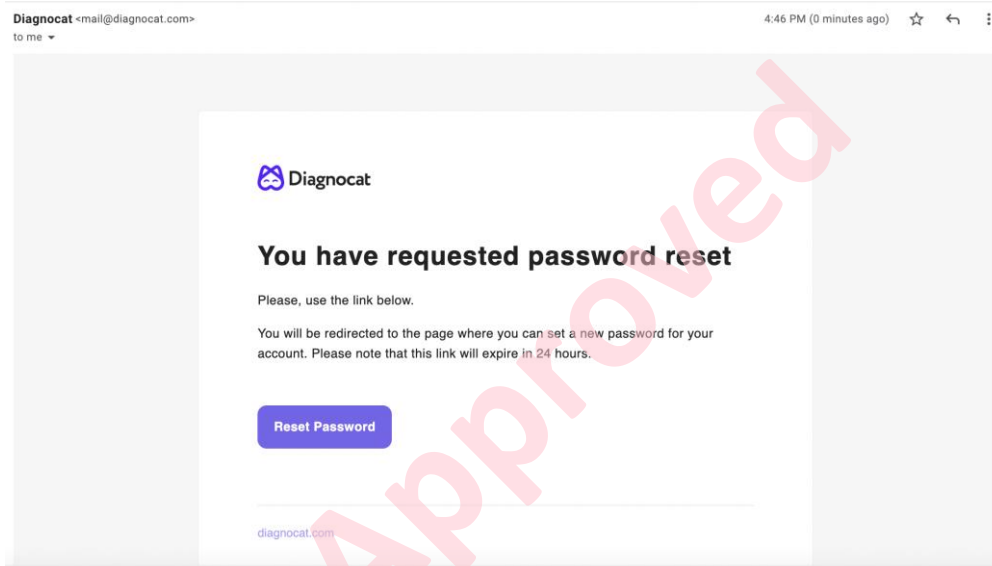 Diagnocat <mail@diagnocat.com>
4:46 PM (0 minutes ago)
to me
Diagnocat
You have requested password reset
Please, use the link below.
You will be redirected to the page where you can set a new password for your
account. Please note that this link will expire in 24 hours.
Reset Password
diagnocat.com
Approved